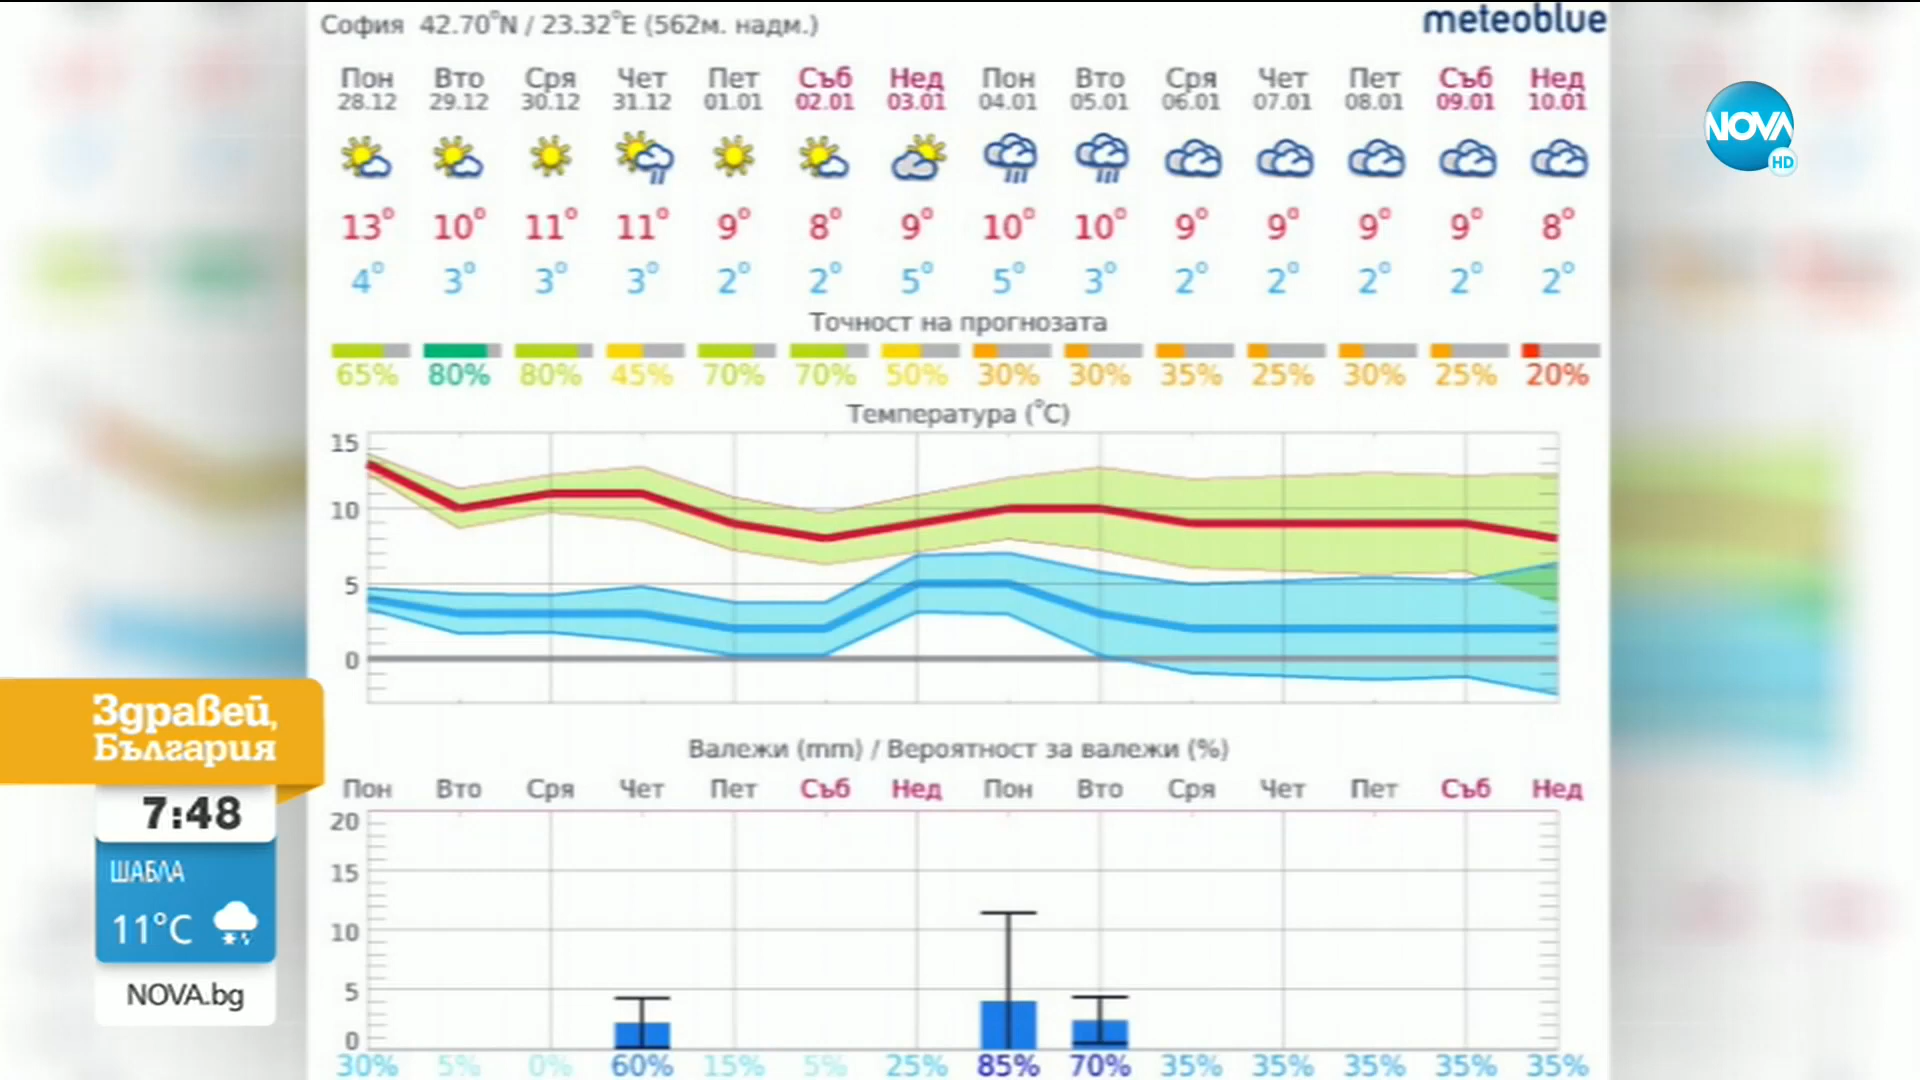 София 42.70°N / 23.32°E (562м. надм.)
meteoblue
Пон Вто Сря Чет Пет Съб Нед Пон Вто Сря Чет Пет Съб Нед
28.12 29.12 30.12 31.12 01.01 02.01 03.01 04.01 05.01 06.01 07.01 08.01 09.01 10.01
NOVA
HD
13° 10° 11° 11° 9° 8° 9° 10° 10° 9° 9° 9° 9° 8°
4° 3° 3° 3° 2° 2° 5° 5° 3° 2° 2° 2° 2° 2°
Точност на прогнозата
65% 80% 80% 45% 70% 70% 50% 30% 30% 35% 25% 30% 25% 20%
Температура (°C)
15
10
5
0
Валежи (mm) / Вероятност за валежи (%)
Пон Вто Сря Чет Пет Съб Нед Пон Вто Сря Чет Пет Съб Нед
20
15
10
5
0
30% 5% 0% 60% 15% 5% 25% 85% 70% 35% 35% 35% 35% 35%
Здравей,
България
7:48
ШАБЛА
11°C
NOVA.bg